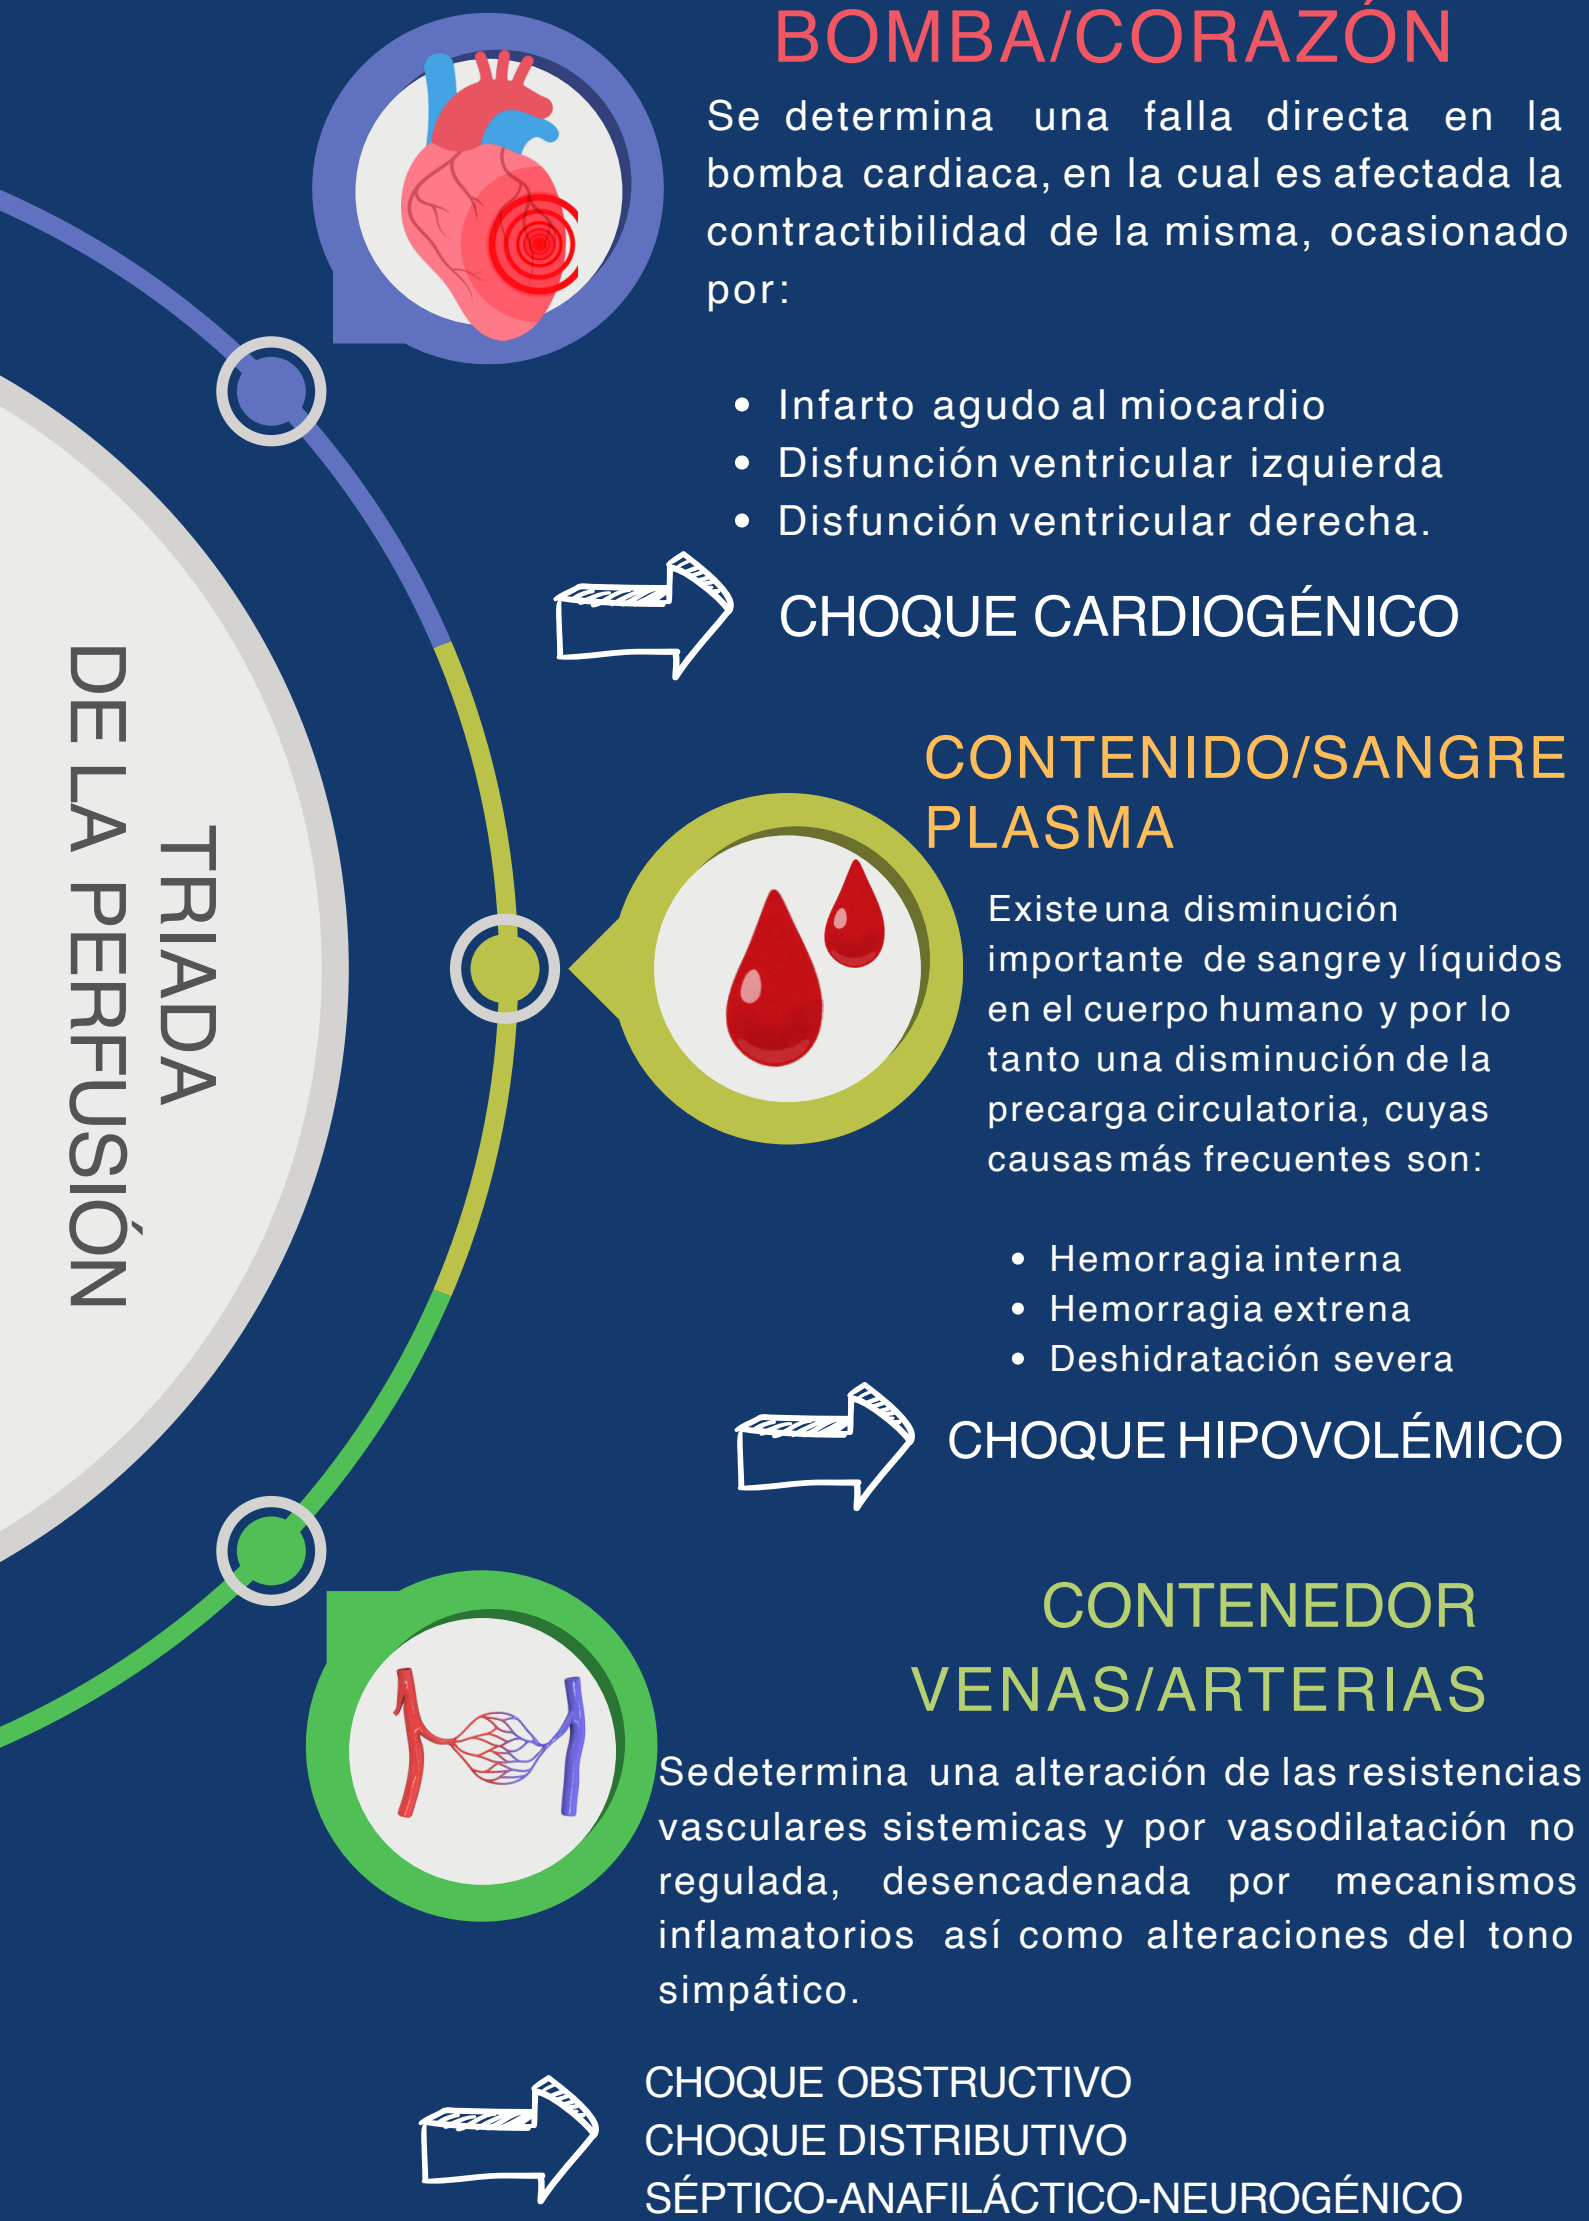 BOMBA/CORAZÓN
Se determina una falla directa en la
bomba cardiaca, en la cual es afectada la
contractibilidad de la misma, ocasionado
por:
• Infarto agudo al miocardio
• Disfunción ventricular izquierda
• Disfunción ventricular derecha.
CHOQUE CARDIOGÉNICO
TRIADA
DE LA PERFUSIÓN
CONTENIDO/SANGRE
PLASMA
Existe una disminución
importante de sangre y líquidos
en el cuerpo humano y por lo
tanto una disminución de la
precarga circulatoria, cuyas
causas más frecuentes son:
• Hemorragia interna
• Hemorragia extrena
• Deshidratación severa
CHOQUE HIPOVOLÉMICO
CONTENEDOR
VENAS/ARTERIAS
Se determina una alteración de las resistencias
vasculares sistemicas y por vasodilatación no
regulada, desencadenada por mecanismos
inflamatorios así como alteraciones del tono
simpático.
CHOQUE OBSTRUCTIVO
CHOQUE DISTRIBUTIVO
SÉPTICO-ANAFILÁCTICO-NEUROGÉNICO